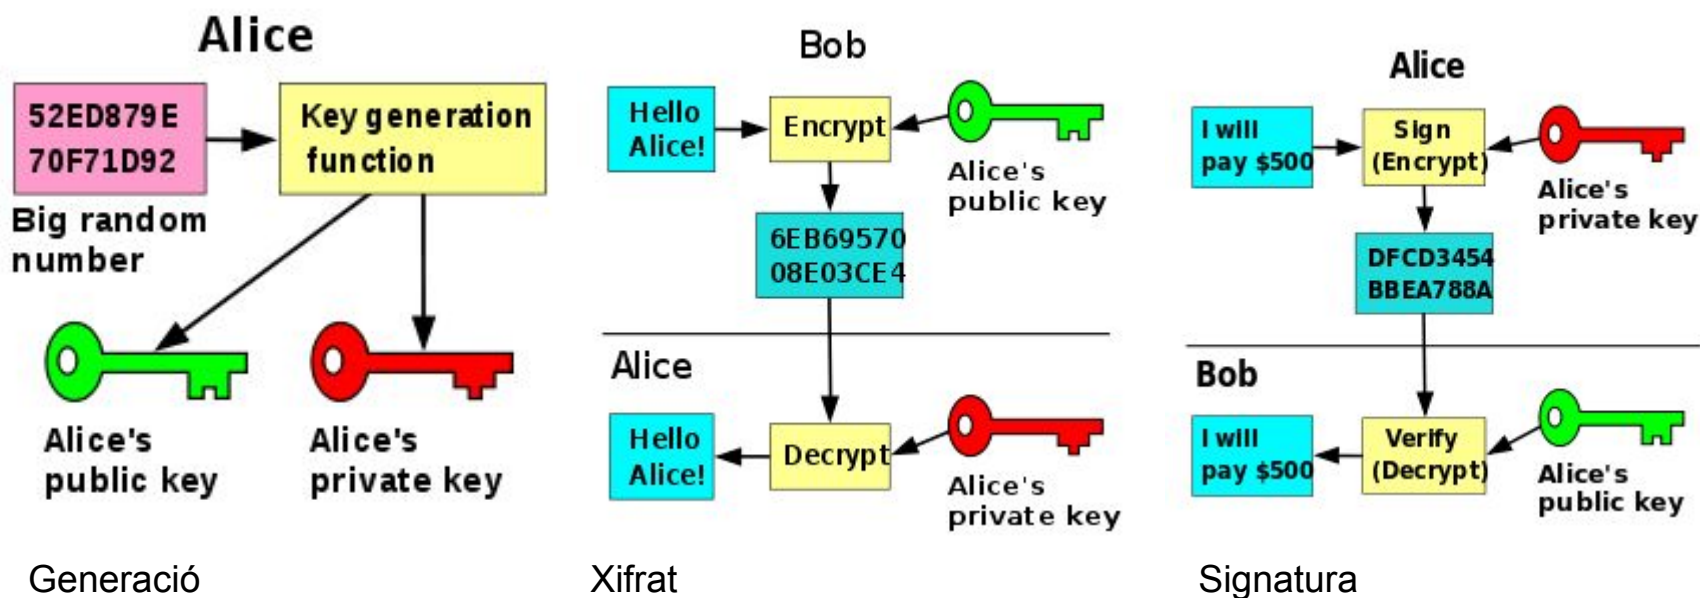 Alice
52ED879E
70F71D92
Key generation
function
Big random
number
Alice's
public key
Alice's
private key
Generació
Bob
Hello
Alice!
Encrypt
Alice's
public key
6EB69570
08E03CE4
Alice
Hello
Alice!
Decrypt
Alice's
private key
Xifrat
Alice
I will
pay $500
Sign
(Encrypt)
Alice's
private key
DFCD3454
BBEA788A
Bob
I will
pay $500
Verify
(Decrypt)
Alice's
public key
Signatura